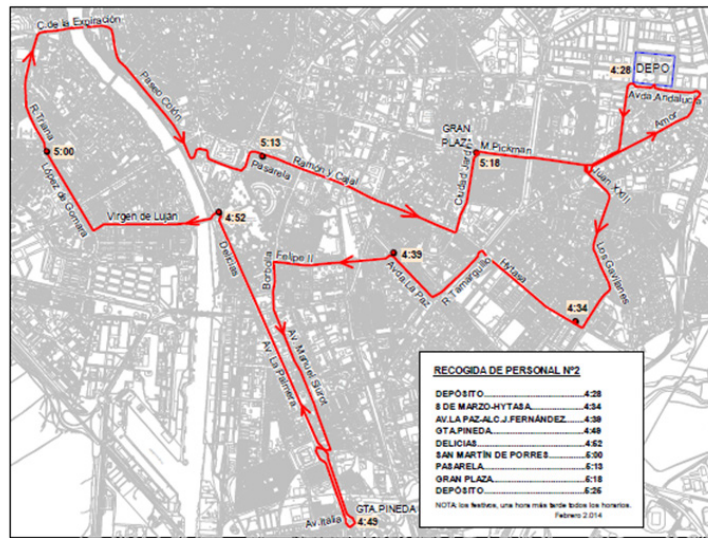 C. de la Expiración
4:28
DEPO
Avda. Andalucía
Paseo Colón
Amor
R. Triana
GRAN
PLAZA
M. Pickman
5:13
5:00
Pasarela
Ramón y Cajal
5:18
Ciudad Jard
Juan XXIII
López de Gomara
Virgen de Luján
4:52
Los Gavilanes
Delicias
4:39
Felipe II
Borbolla
Avda. La Paz
R. Tamarguillo
Hytasa
4:34
Av. Manuel Siurot
Av. La Palmera
RECOGIDA DE PERSONAL Nº2
DEPÓSITO.....4:28
8 DE MARZO-HYTASA.....4:34
AV.LA PAZ-ALC.J.FERNÁNDEZ.....4:39
GTA.PINEDA.....4:49
DELICIAS.....4:52
SAN MARTÍN DE PORRES.....5:00
PASARELA.....5:13
GRAN PLAZA.....5:18
DEPÓSITO.....5:25
NOTA: los festivos, una hora más tarde todos los horarios.
Febrero 2.014
GTA.PINEDA
Av. Italia
4:49